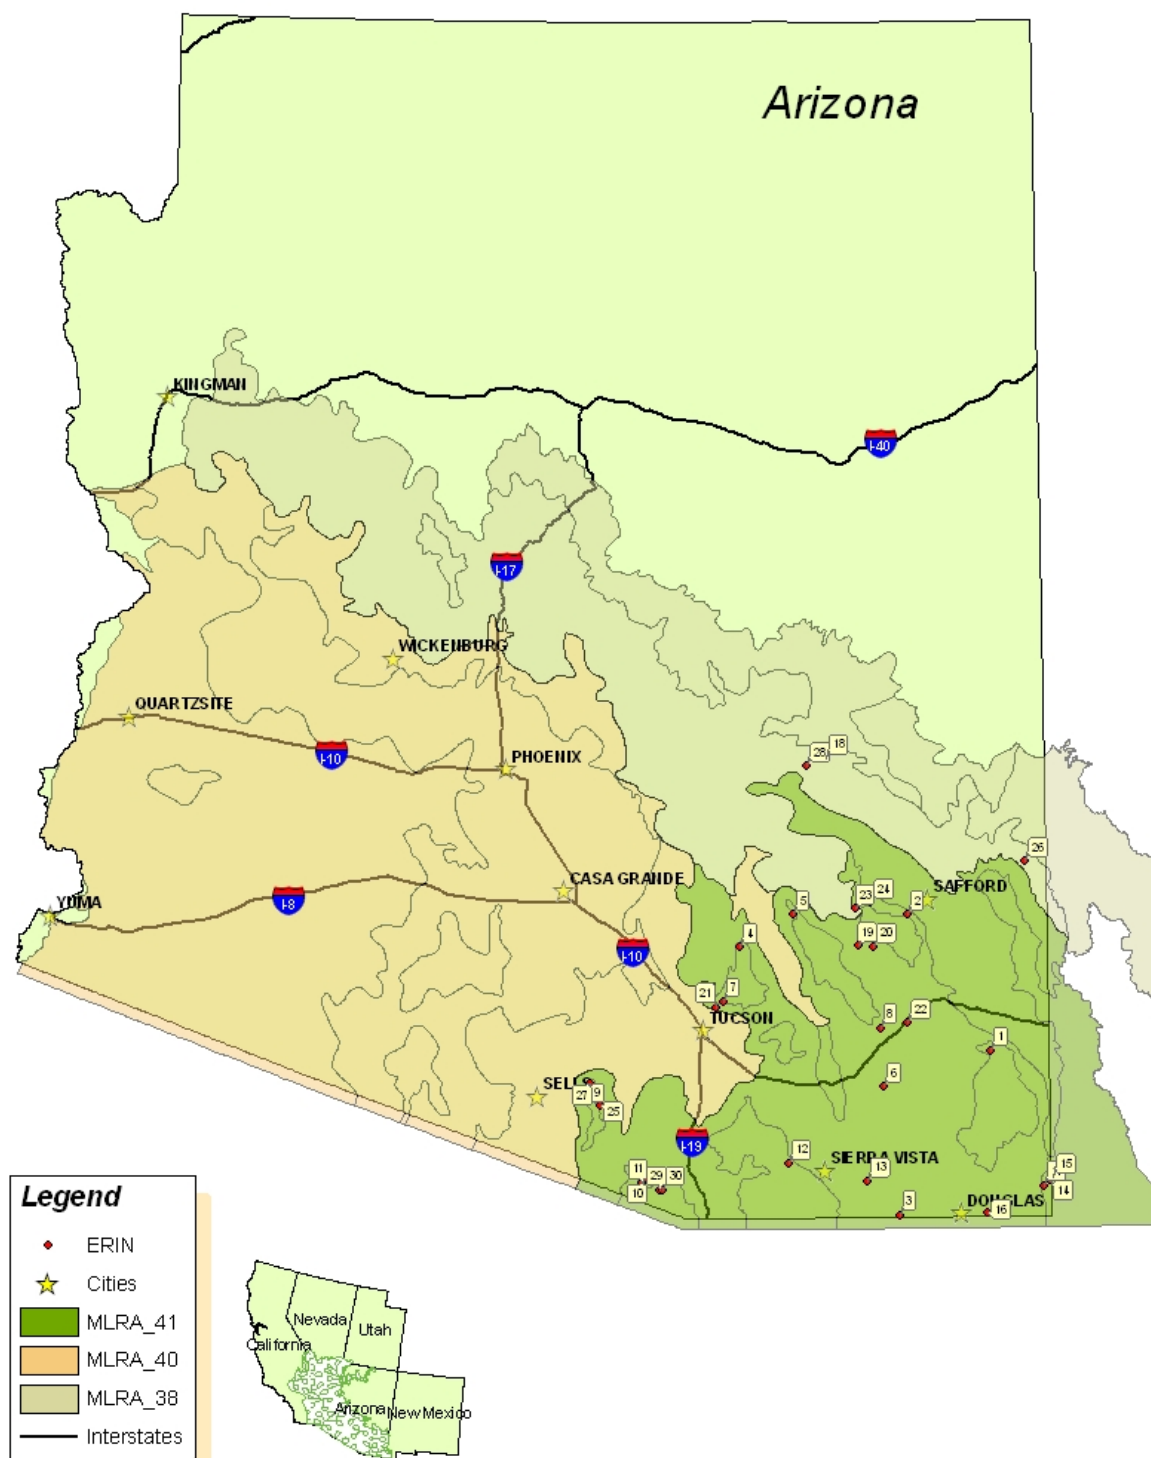 Arizona
KINGMAN
I-40
I-17
WICKENBURG
QUARTZSITE
I-10
PHOENIX
28
18
26
CASA GRANDE
SAFFORD
YUMA
I-8
5
23
24
2
I-10
4
19
20
21
7
TUCSON
8
22
1
6
SELLS
27
9
25
I-19
12
SIERRA VISTA
11
29
30
13
15
10
14
3
DOUGLAS
16
Legend
ERIN
Cities
MLRA_41
MLRA_40
MLRA_38
Interstates
Nevada
Utah
California
Arizona
New Mexico